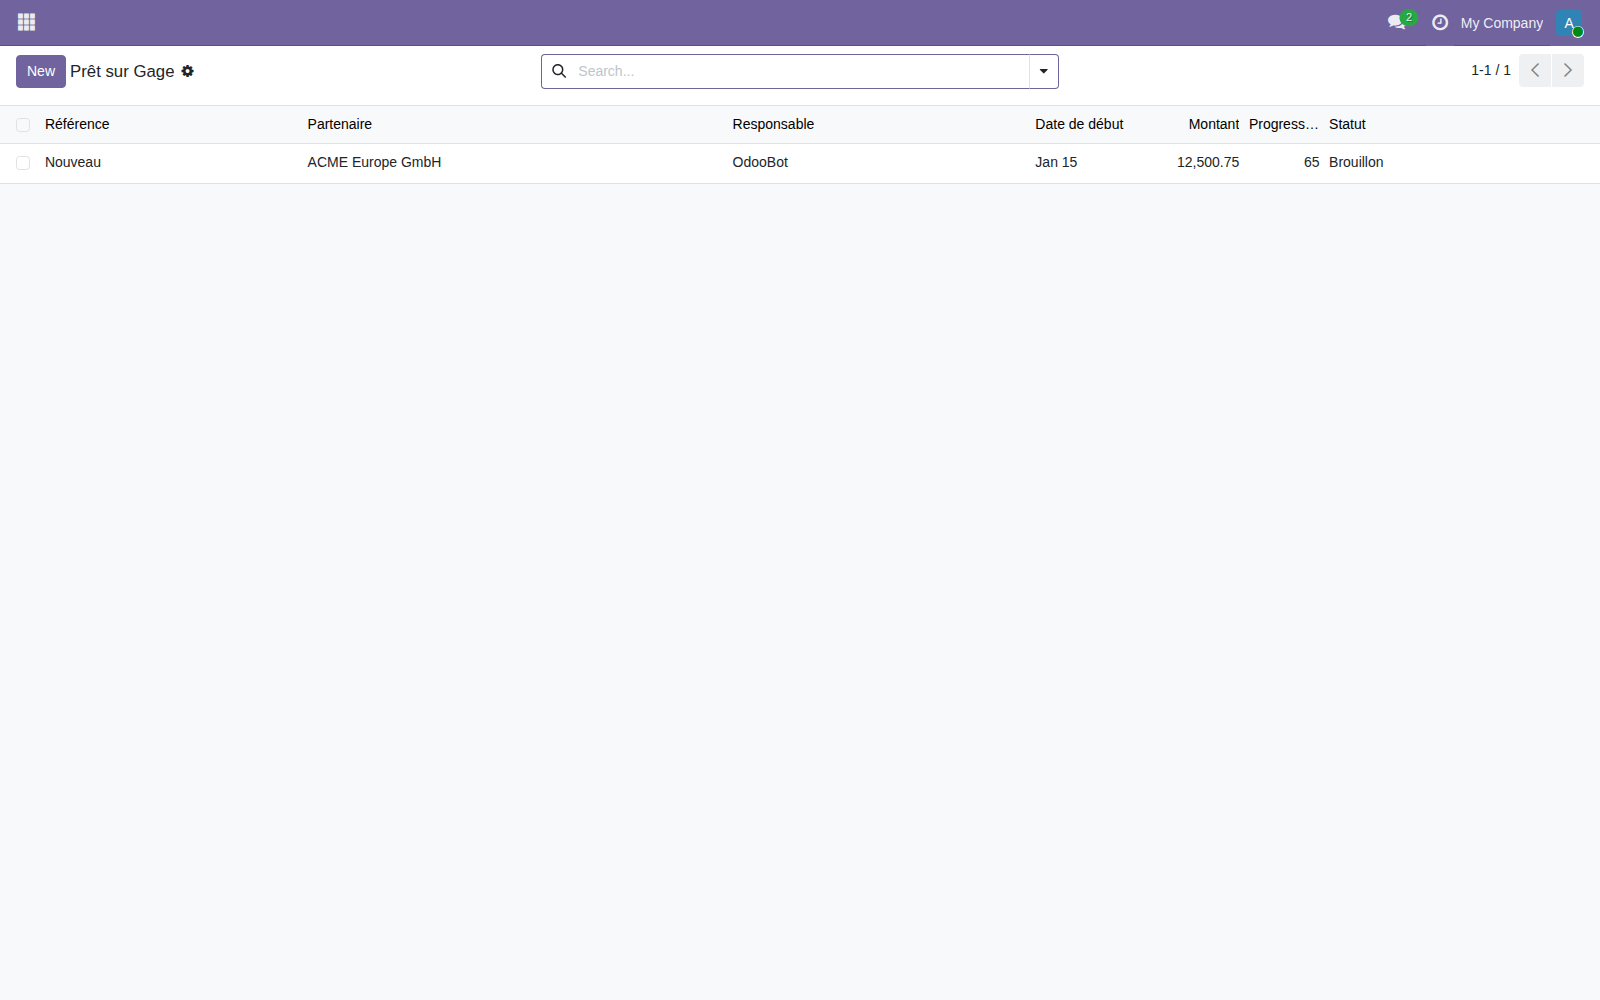 2
My Company
A
New
Prêt sur Gage
Search...
1-1 / 1
Référence Partenaire Responsable Date de début Montant Progress… Statut
Nouveau ACME Europe GmbH OdooBot Jan 15 12,500.75 65 Brouillon